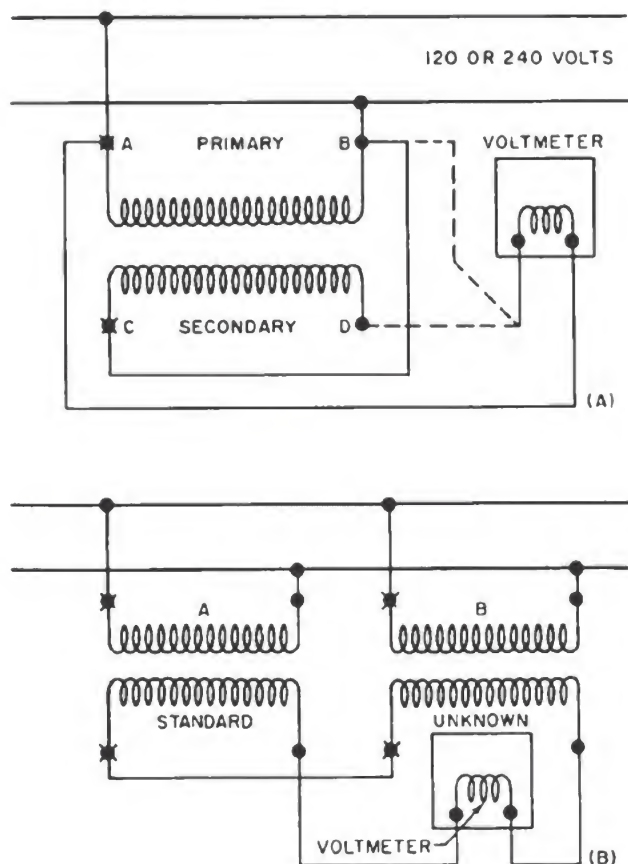 120 OR 240 VOLTS
A PRIMARY B VOLTMETER
C SECONDARY D
(A)
A B
STANDARD UNKNOWN
VOLTMETER (B)